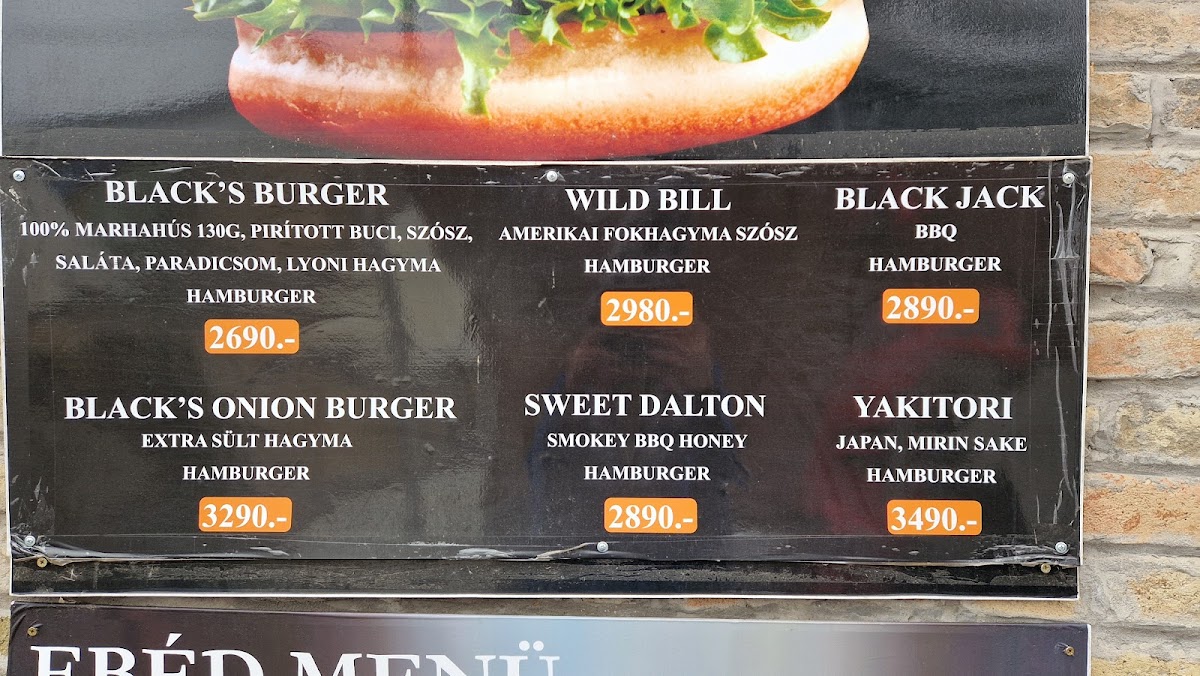 BLACK'S BURGER
100% MARHAHÚS 130G, PIRÍTOTT BUCI, SZÓSZ,
SALÁTA, PARADICSOM, LYONI HAGYMA
HAMBURGER
2690.-
WILD BILL
AMERIKAI FOKHAGYMA SZÓSZ
HAMBURGER
2980.-
BLACK JACK
BBQ
HAMBURGER
2890.-
BLACK'S ONION BURGER
EXTRA SÜLT HAGYMA
HAMBURGER
3290.-
SWEET DALTON
SMOKEY BBQ HONEY
HAMBURGER
2890.-
YAKITORI
JAPAN, MIRIN SAKE
HAMBURGER
3490.-
EBÉD MENÜ